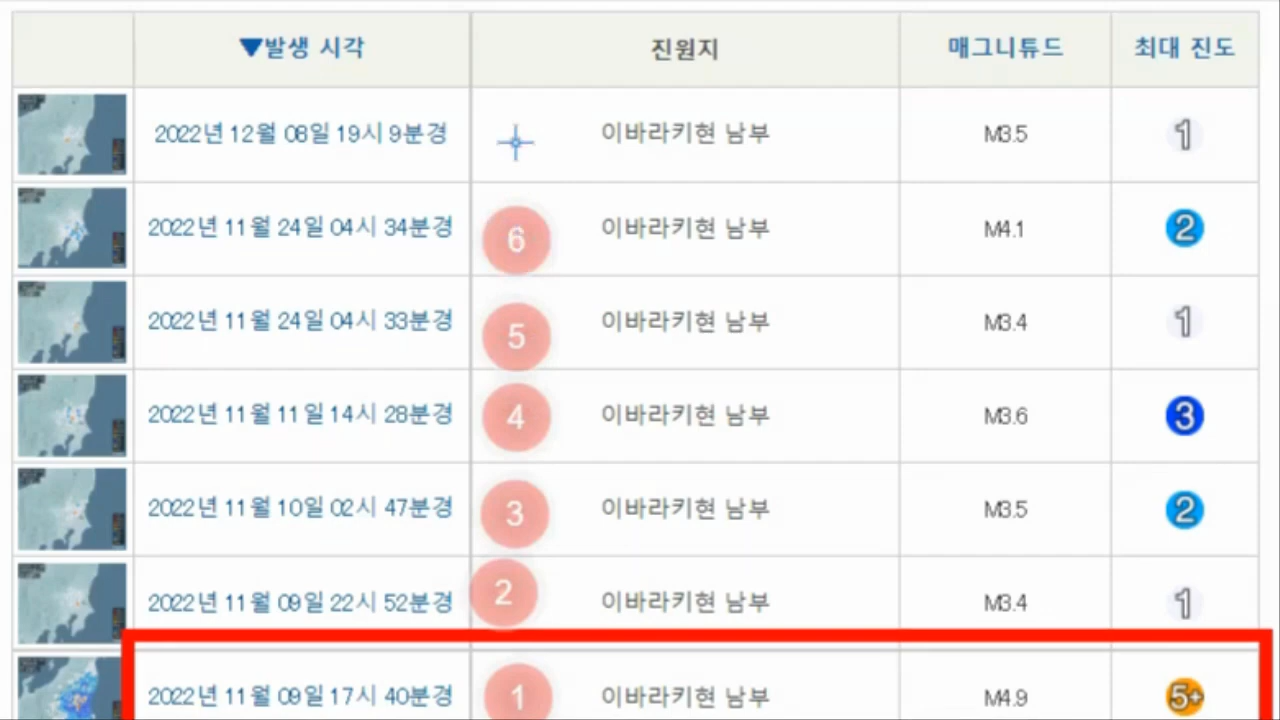 ▼발생 시각 진원지 매그니튜드 최대 진도
2022년 12월 08일 19시 9분경 이바라키현 남부 M3.5 1
2022년 11월 24일 04시 34분경 6 이바라키현 남부 M4.1 2
2022년 11월 24일 04시 33분경 5 이바라키현 남부 M3.4 1
2022년 11월 11일 14시 28분경 4 이바라키현 남부 M3.6 3
2022년 11월 10일 02시 47분경 3 이바라키현 남부 M3.5 2
2022년 11월 09일 22시 52분경 2 이바라키현 남부 M3.4 1
2022년 11월 09일 17시 40분경 1 이바라키현 남부 M4.9 5+